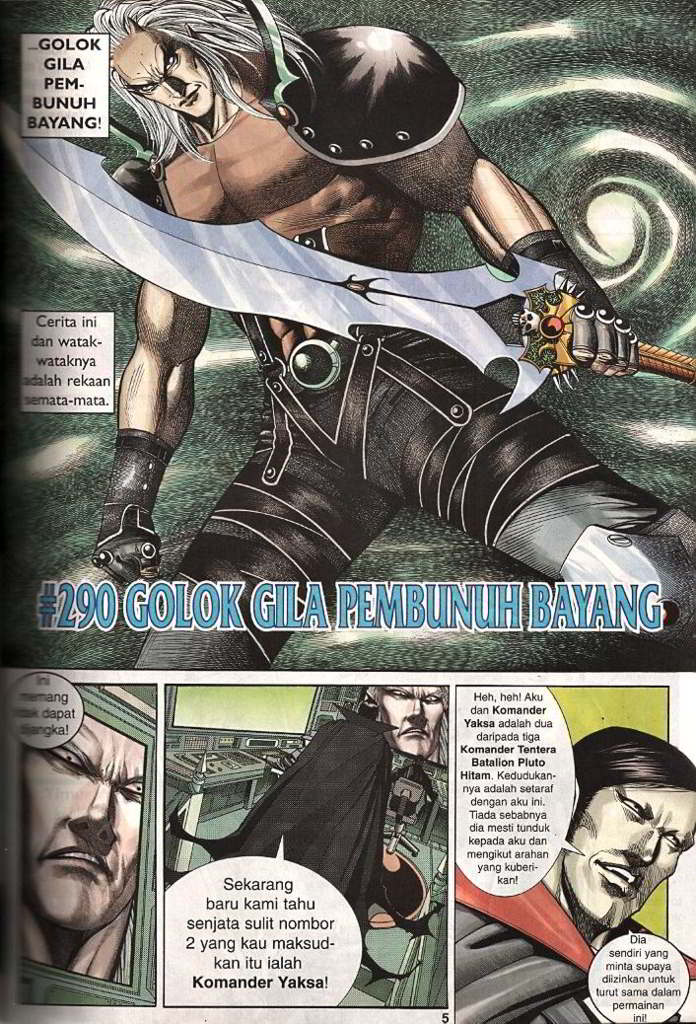 ...GOLOK
GILA
PEM-
BUNUH
BAYANG!
Cerita ini
dan watak-
wataknya
adalah rekaan
semata-mata.
#290 GOLOK GILA PEMBUNUH BAYANG
Ini
memang
tidak dapat
dijangka!
Sekarang
baru kami tahu
senjata sulit nombor
2 yang kau maksud-
kan itu ialah
Komander Yaksa!
Heh, heh! Aku
dan Komander
Yaksa adalah dua
daripada tiga
Komander Tentera
Batalion Pluto
Hitam. Kedudukan-
nya adalah setaraf
dengan aku ini.
Tiada sebabnya
dia mesti tunduk
kepada aku dan
mengikut arahan
yang kuberi-
kan!
Dia
sendiri yang
minta supaya
diizinkan untuk
turut sama dalam
permainan
ini!
5